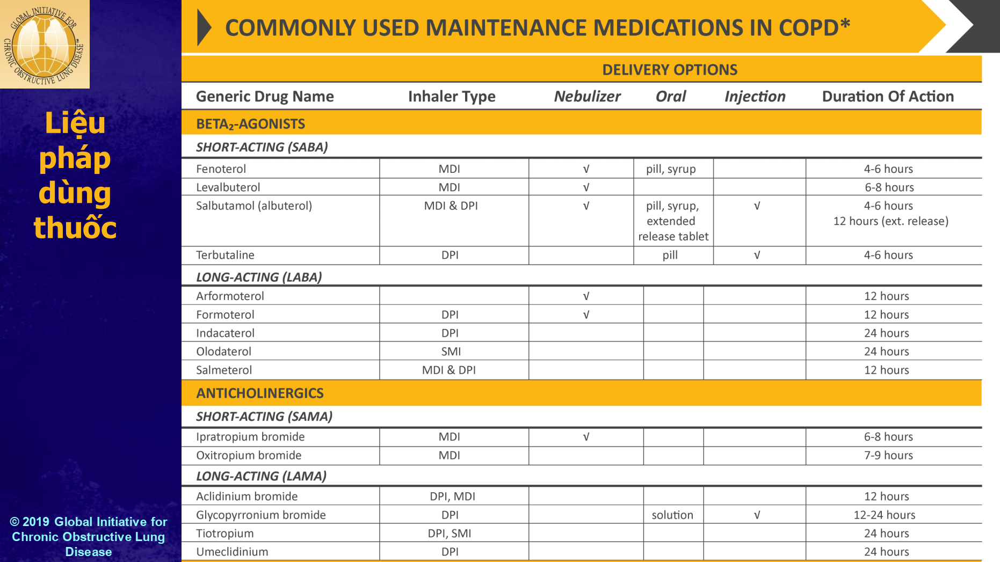 GLOBAL INITIATIVE FOR
CHRONIC OBSTRUCTIVE LUNG DISEASE
Liệu
pháp
dùng
thuốc
© 2019 Global Initiative for
Chronic Obstructive Lung
Disease
COMMONLY USED MAINTENANCE MEDICATIONS IN COPD*
DELIVERY OPTIONS
Generic Drug Name Inhaler Type Nebulizer Oral Injection Duration Of Action
BETA₂-AGONISTS
SHORT-ACTING (SABA)
Fenoterol MDI √ pill, syrup 4-6 hours
Levalbuterol MDI √ 6-8 hours
Salbutamol (albuterol) MDI & DPI √ pill, syrup, √ 4-6 hours
extended 12 hours (ext. release)
release tablet
Terbutaline DPI pill √ 4-6 hours
LONG-ACTING (LABA)
Arformoterol √ 12 hours
Formoterol DPI √ 12 hours
Indacaterol DPI 24 hours
Olodaterol SMI 24 hours
Salmeterol MDI & DPI 12 hours
ANTICHOLINERGICS
SHORT-ACTING (SAMA)
Ipratropium bromide MDI √ 6-8 hours
Oxitropium bromide MDI 7-9 hours
LONG-ACTING (LAMA)
Aclidinium bromide DPI, MDI 12 hours
Glycopyrronium bromide DPI solution √ 12-24 hours
Tiotropium DPI, SMI 24 hours
Umeclidinium DPI 24 hours